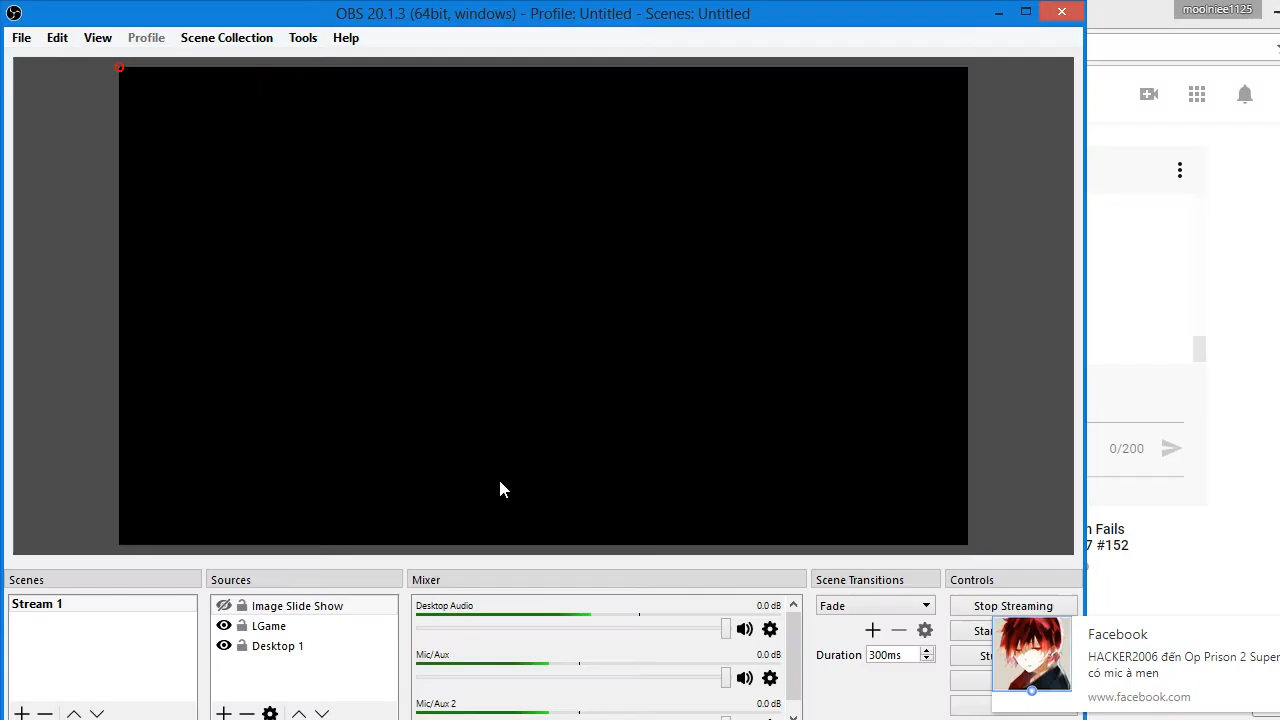 OBS 20.1.3 (64bit, windows) - Profile: Untitled - Scenes: Untitled
moolniee1125
File Edit View Profile Scene Collection Tools Help
0/200
n Fails
7 #152
Scenes
Stream 1
Sources
Image Slide Show
LGame
Desktop 1
Mixer
Desktop Audio 0.0 dB
Mic/Aux 0.0 dB
Mic/Aux 2 0.0 dB
Scene Transitions
Fade
Duration 300ms
Controls
Stop Streaming
Star
Facebook
HACKER2006 đến Op Prison 2 Super
có mic à men
www.facebook.com